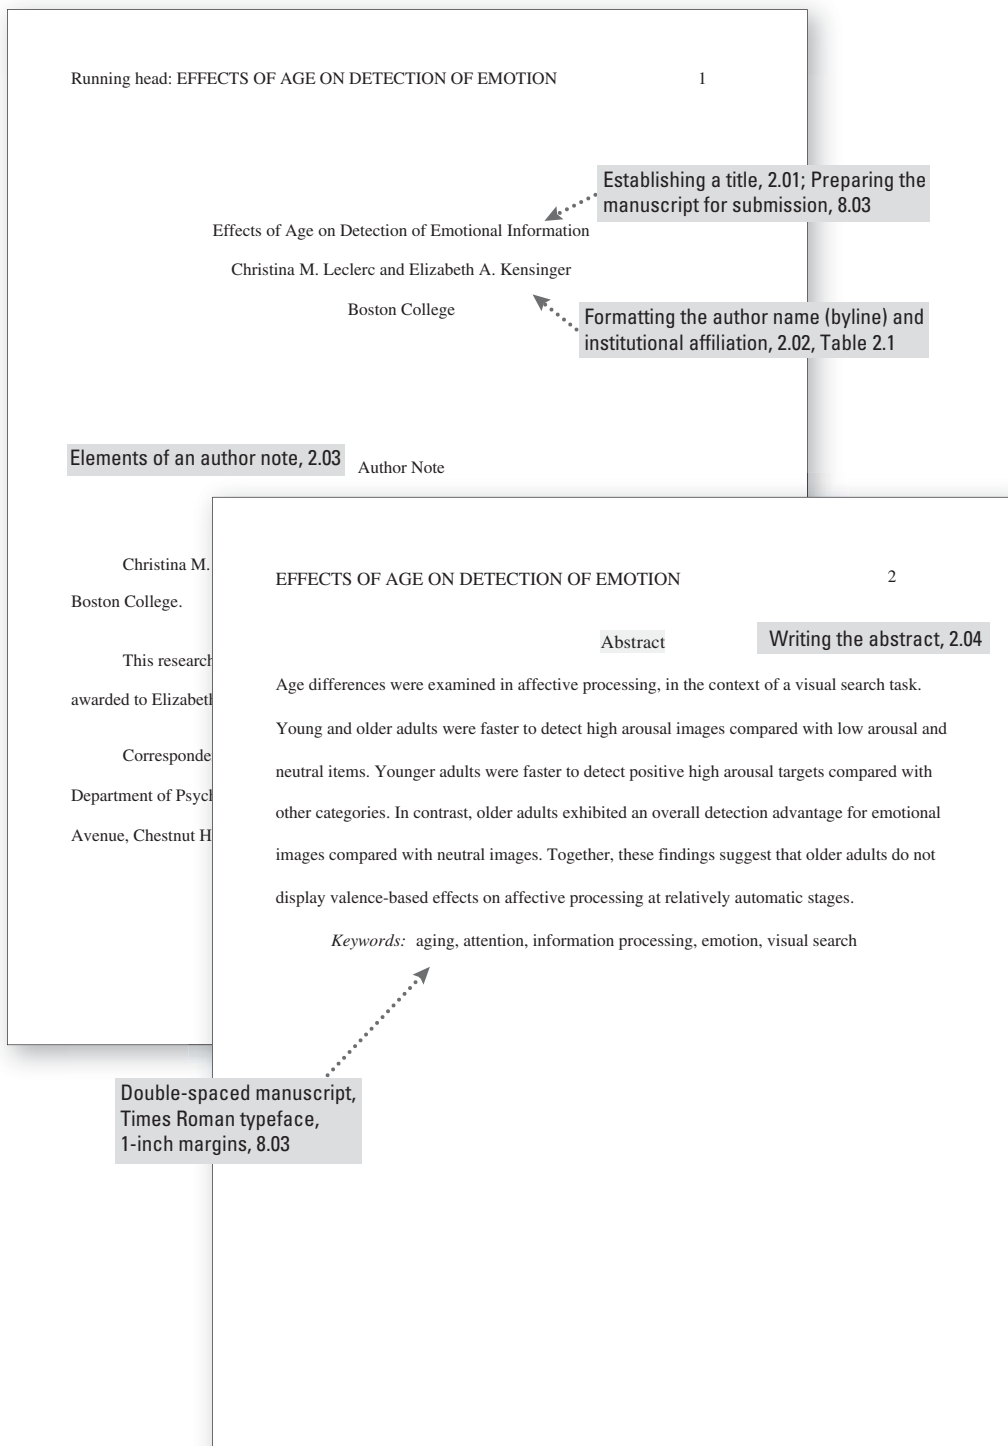 Running head: EFFECTS OF AGE ON DETECTION OF EMOTION 1
Establishing a title, 2.01; Preparing the
manuscript for submission, 8.03
Effects of Age on Detection of Emotional Information
Christina M. Leclerc and Elizabeth A. Kensinger
Boston College
Formatting the author name (byline) and
institutional affiliation, 2.02, Table 2.1
Elements of an author note, 2.03
Author Note
Christina M.
Boston College.
This research
awarded to Elizabeth
Avenue, Chestnut
EFFECTS OF AGE ON DETECTION OF EMOTION 2
Abstract
Writing the abstract, 2.04
Age differences were examined in affective processing, in the context of a visual search task.
Young and older adults were faster to detect high arousal images compared with low arousal and
neutral items. Younger adults were faster to detect positive high arousal targets compared with
other categories. In contrast, older adults exhibited an overall detection advantage for emotional
images compared with neutral images. Together, these findings suggest that older adults do not
display valence-based effects on affective processing at relatively automatic stages.
Keywords: aging, attention, information processing, emotion, visual search
Double-spaced manuscript,
Times Roman typeface,
1-inch margins, 8.03